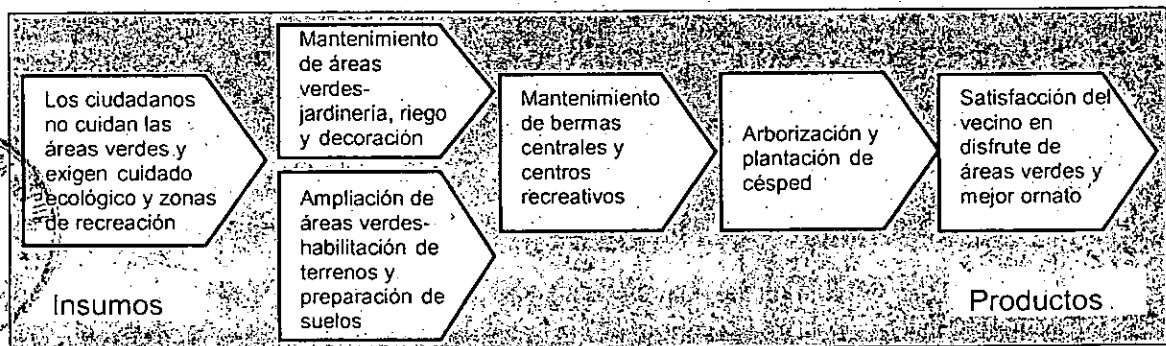 Los ciudadanos
no cuidan las
áreas verdes y
exigen cuidado
ecológico y zonas
de recreación
Mantenimiento
de áreas
verdes-
jardinería, riego
y decoración
Ampliación de
áreas verdes-
habilitación de
terrenos y
preparación de
suelos
Mantenimiento
de bermas
centrales y
centros
recreativos
Arborización y
plantación de
césped
Satisfacción del
vecino en
disfrute de
áreas verdes y
mejor ornato
Insumos
Productos